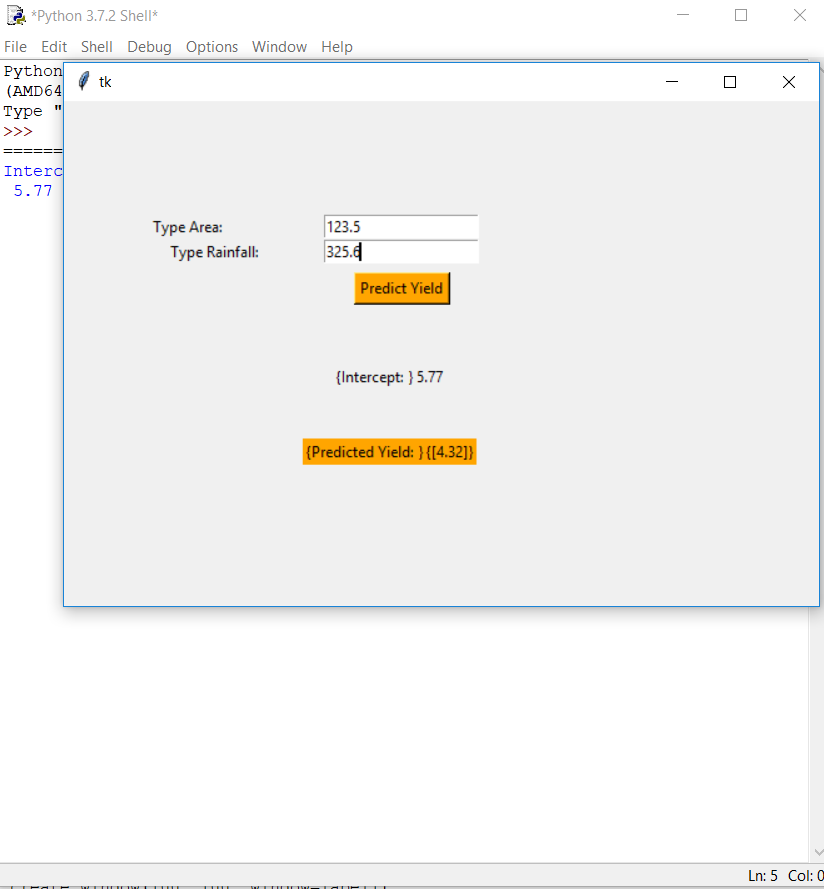 *Python 3.7.2 Shell*
File Edit Shell Debug Options Window Help
Python
(AMD64
Type "
>>>
=======
Interc
5.77
tk
Type Area: 123.5
Type Rainfall: 325.6
Predict Yield
{Intercept: } 5.77
{Predicted Yield: } {[4.32]}
Ln: 5 Col: 0